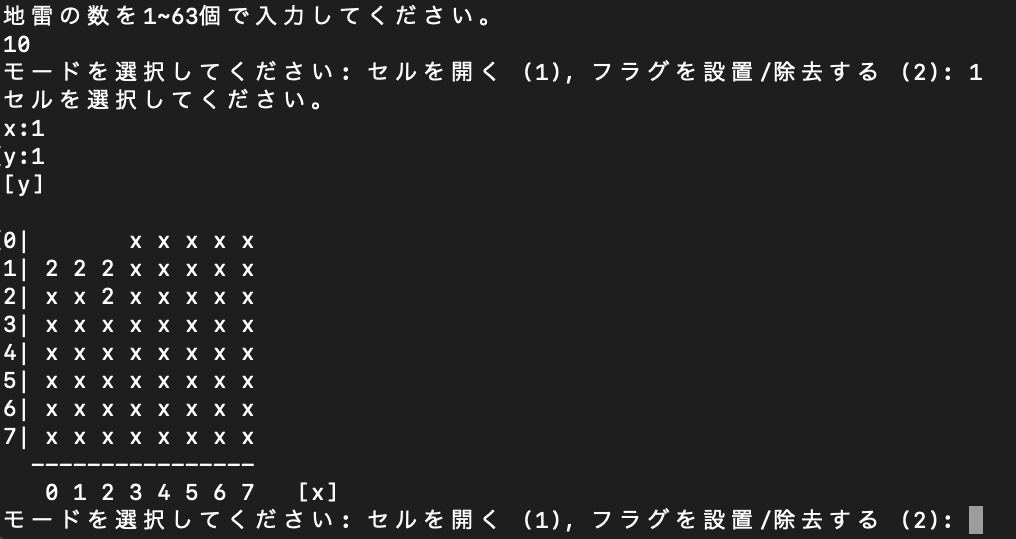 地雷の数を1~63個で入力してください。
10
モードを選択してください: セルを開く (1), フラグを設置/除去する (2): 1
セルを選択してください。
x:1
y:1
[y]
0|       x x x x x
1| 2 2 2 x x x x x
2| x x 2 x x x x x
3| x x x x x x x x
4| x x x x x x x x
5| x x x x x x x x
6| x x x x x x x x
7| x x x x x x x x
  ----------------
   0 1 2 3 4 5 6 7   [x]
モードを選択してください: セルを開く (1), フラグを設置/除去する (2):